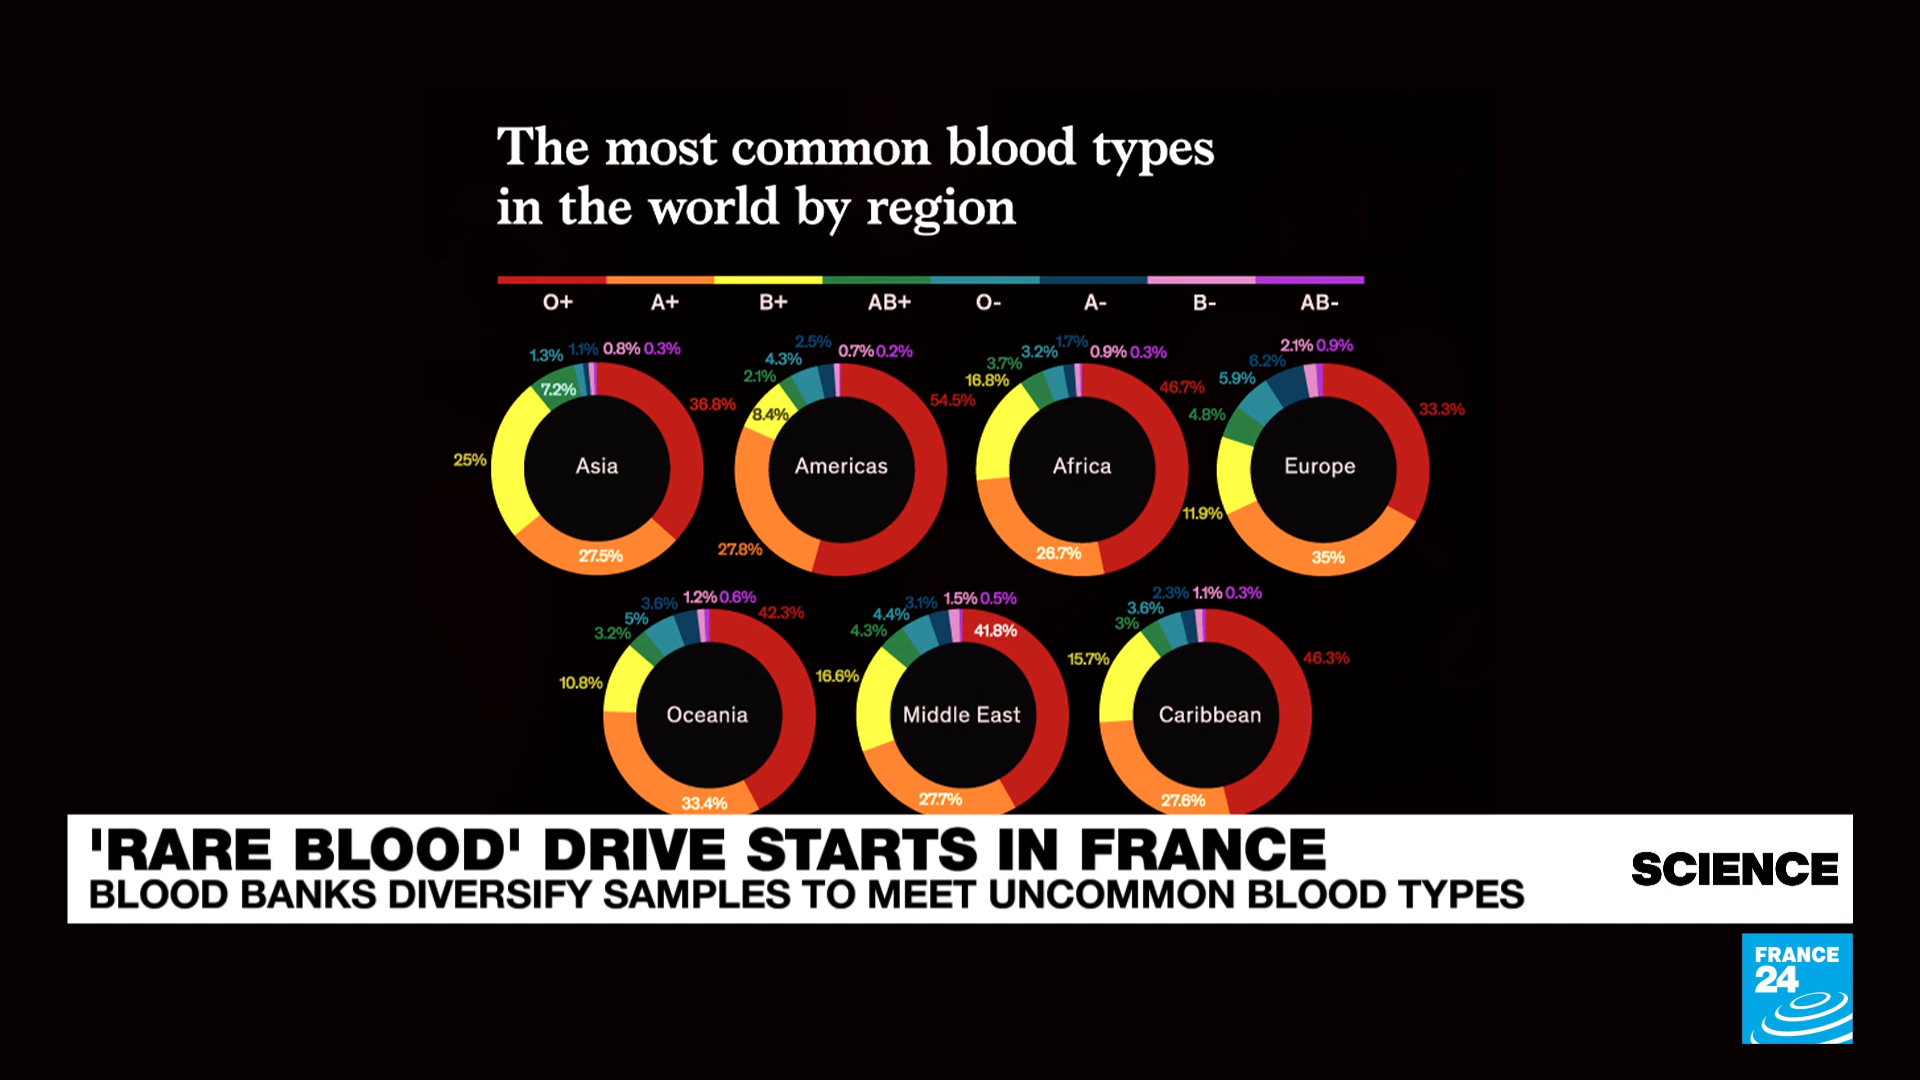 The most common blood types
in the world by region
O+ A+ B+ AB+ O- A- B- AB-
1.3% 1.1% 0.8% 0.3%
7.2%
36.8%
25%
Asia
27.5%
2.5%
4.3% 0.7% 0.2%
2.1%
8.4%
54.5%
Americas
27.8%
1.7%
3.7% 3.2% 0.9% 0.3%
16.8%
46.7%
Africa
26.7%
2.1% 0.9%
6.2%
5.9%
4.8%
33.3%
Europe
11.9%
35%
3.6% 1.2% 0.6%
5%
42.3%
3.2%
10.8%
Oceania
33.4%
3.1% 1.5% 0.5%
4.4%
4.3%
41.8%
16.6%
Middle East
27.7%
2.3% 1.1% 0.3%
3.6%
3%
15.7%
46.3%
Caribbean
27.6%
'RARE BLOOD' DRIVE STARTS IN FRANCE
BLOOD BANKS DIVERSIFY SAMPLES TO MEET UNCOMMON BLOOD TYPES
SCIENCE
FRANCE
24